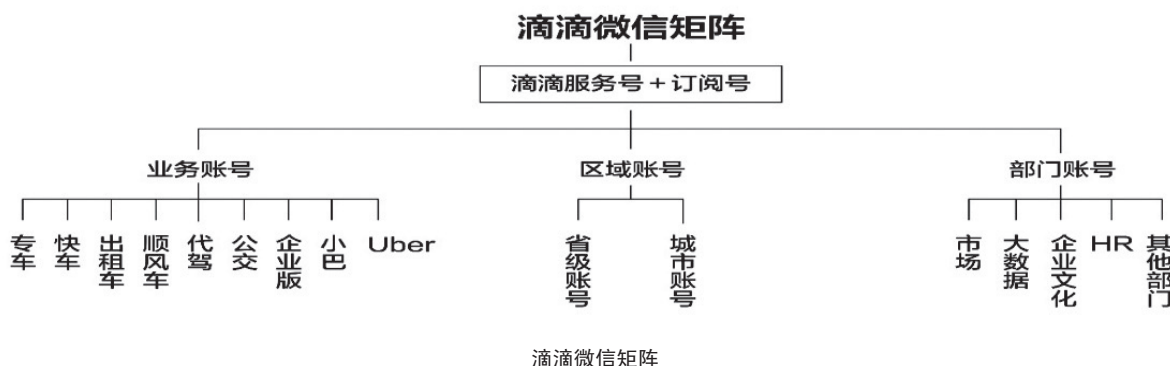 滴滴微信矩阵
滴滴服务号+订阅号
业务账号
区域账号
部门账号
专车
快车
出租车
顺风车
代驾
公交
企业版
小巴
Uber
省级账号
城市账号
市场
大数据
企业文化
HR
其他部门
滴滴微信矩阵